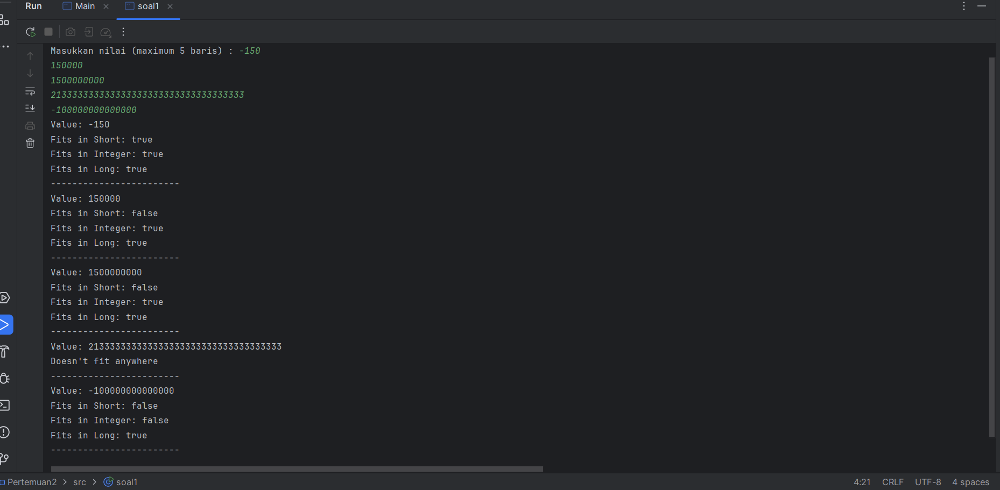 Run Main soal1
Masukkan nilai (maximum 5 baris) : -150
150000
1500000000
213333333333333333333333333333333333
-100000000000000
Value: -150
Fits in Short: true
Fits in Integer: true
Fits in Long: true
------------------------
Value: 150000
Fits in Short: false
Fits in Integer: true
Fits in Long: true
------------------------
Value: 1500000000
Fits in Short: false
Fits in Integer: true
Fits in Long: true
------------------------
Value: 213333333333333333333333333333333333
Doesn't fit anywhere
------------------------
Value: -100000000000000
Fits in Short: false
Fits in Integer: false
Fits in Long: true
------------------------
Pertemuan2 > src > soal1 4:21 CRLF UTF-8 4 spaces